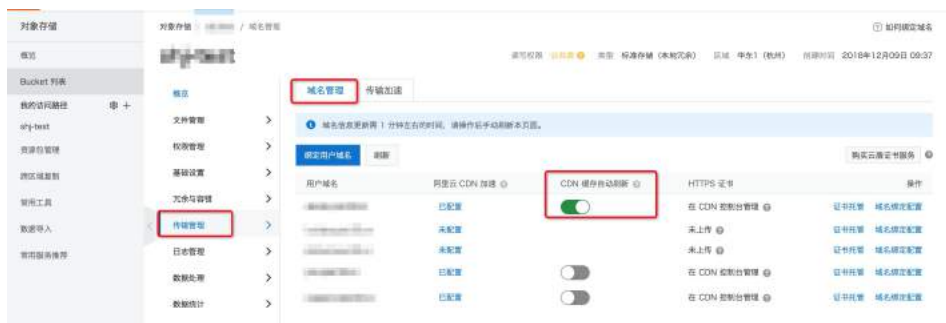 对象存储
对象存储 / 域名管理
如何绑定域名
概览
读写权限 类型 标准存储 (本地冗余) 区域 华东1 (杭州) 创建时间 2018年12月09日 09:37
Bucket 列表
我的访问路径
ahj-test
资源包管理
跨区域复制
常用工具
数据导入
常用服务推荐
概览
文件管理
权限管理
基础设置
冗余与容错
传输管理
日志管理
数据处理
数据统计
域名管理 传输加速
域名信息更新需 1 分钟左右的时间,请操作后手动刷新本页面。
绑定用户域名 刷新 购买云盾证书服务
用户域名 阿里云 CDN 加速 CDN 缓存自动刷新 HTTPS 证书 操作
已配置 在 CDN 控制台管理 证书托管 域名绑定配置
未配置 未上传 证书托管 域名绑定配置
未配置 未上传 证书托管 域名绑定配置
已配置 在 CDN 控制台管理 证书托管 域名绑定配置
已配置 在 CDN 控制台管理 证书托管 域名绑定配置